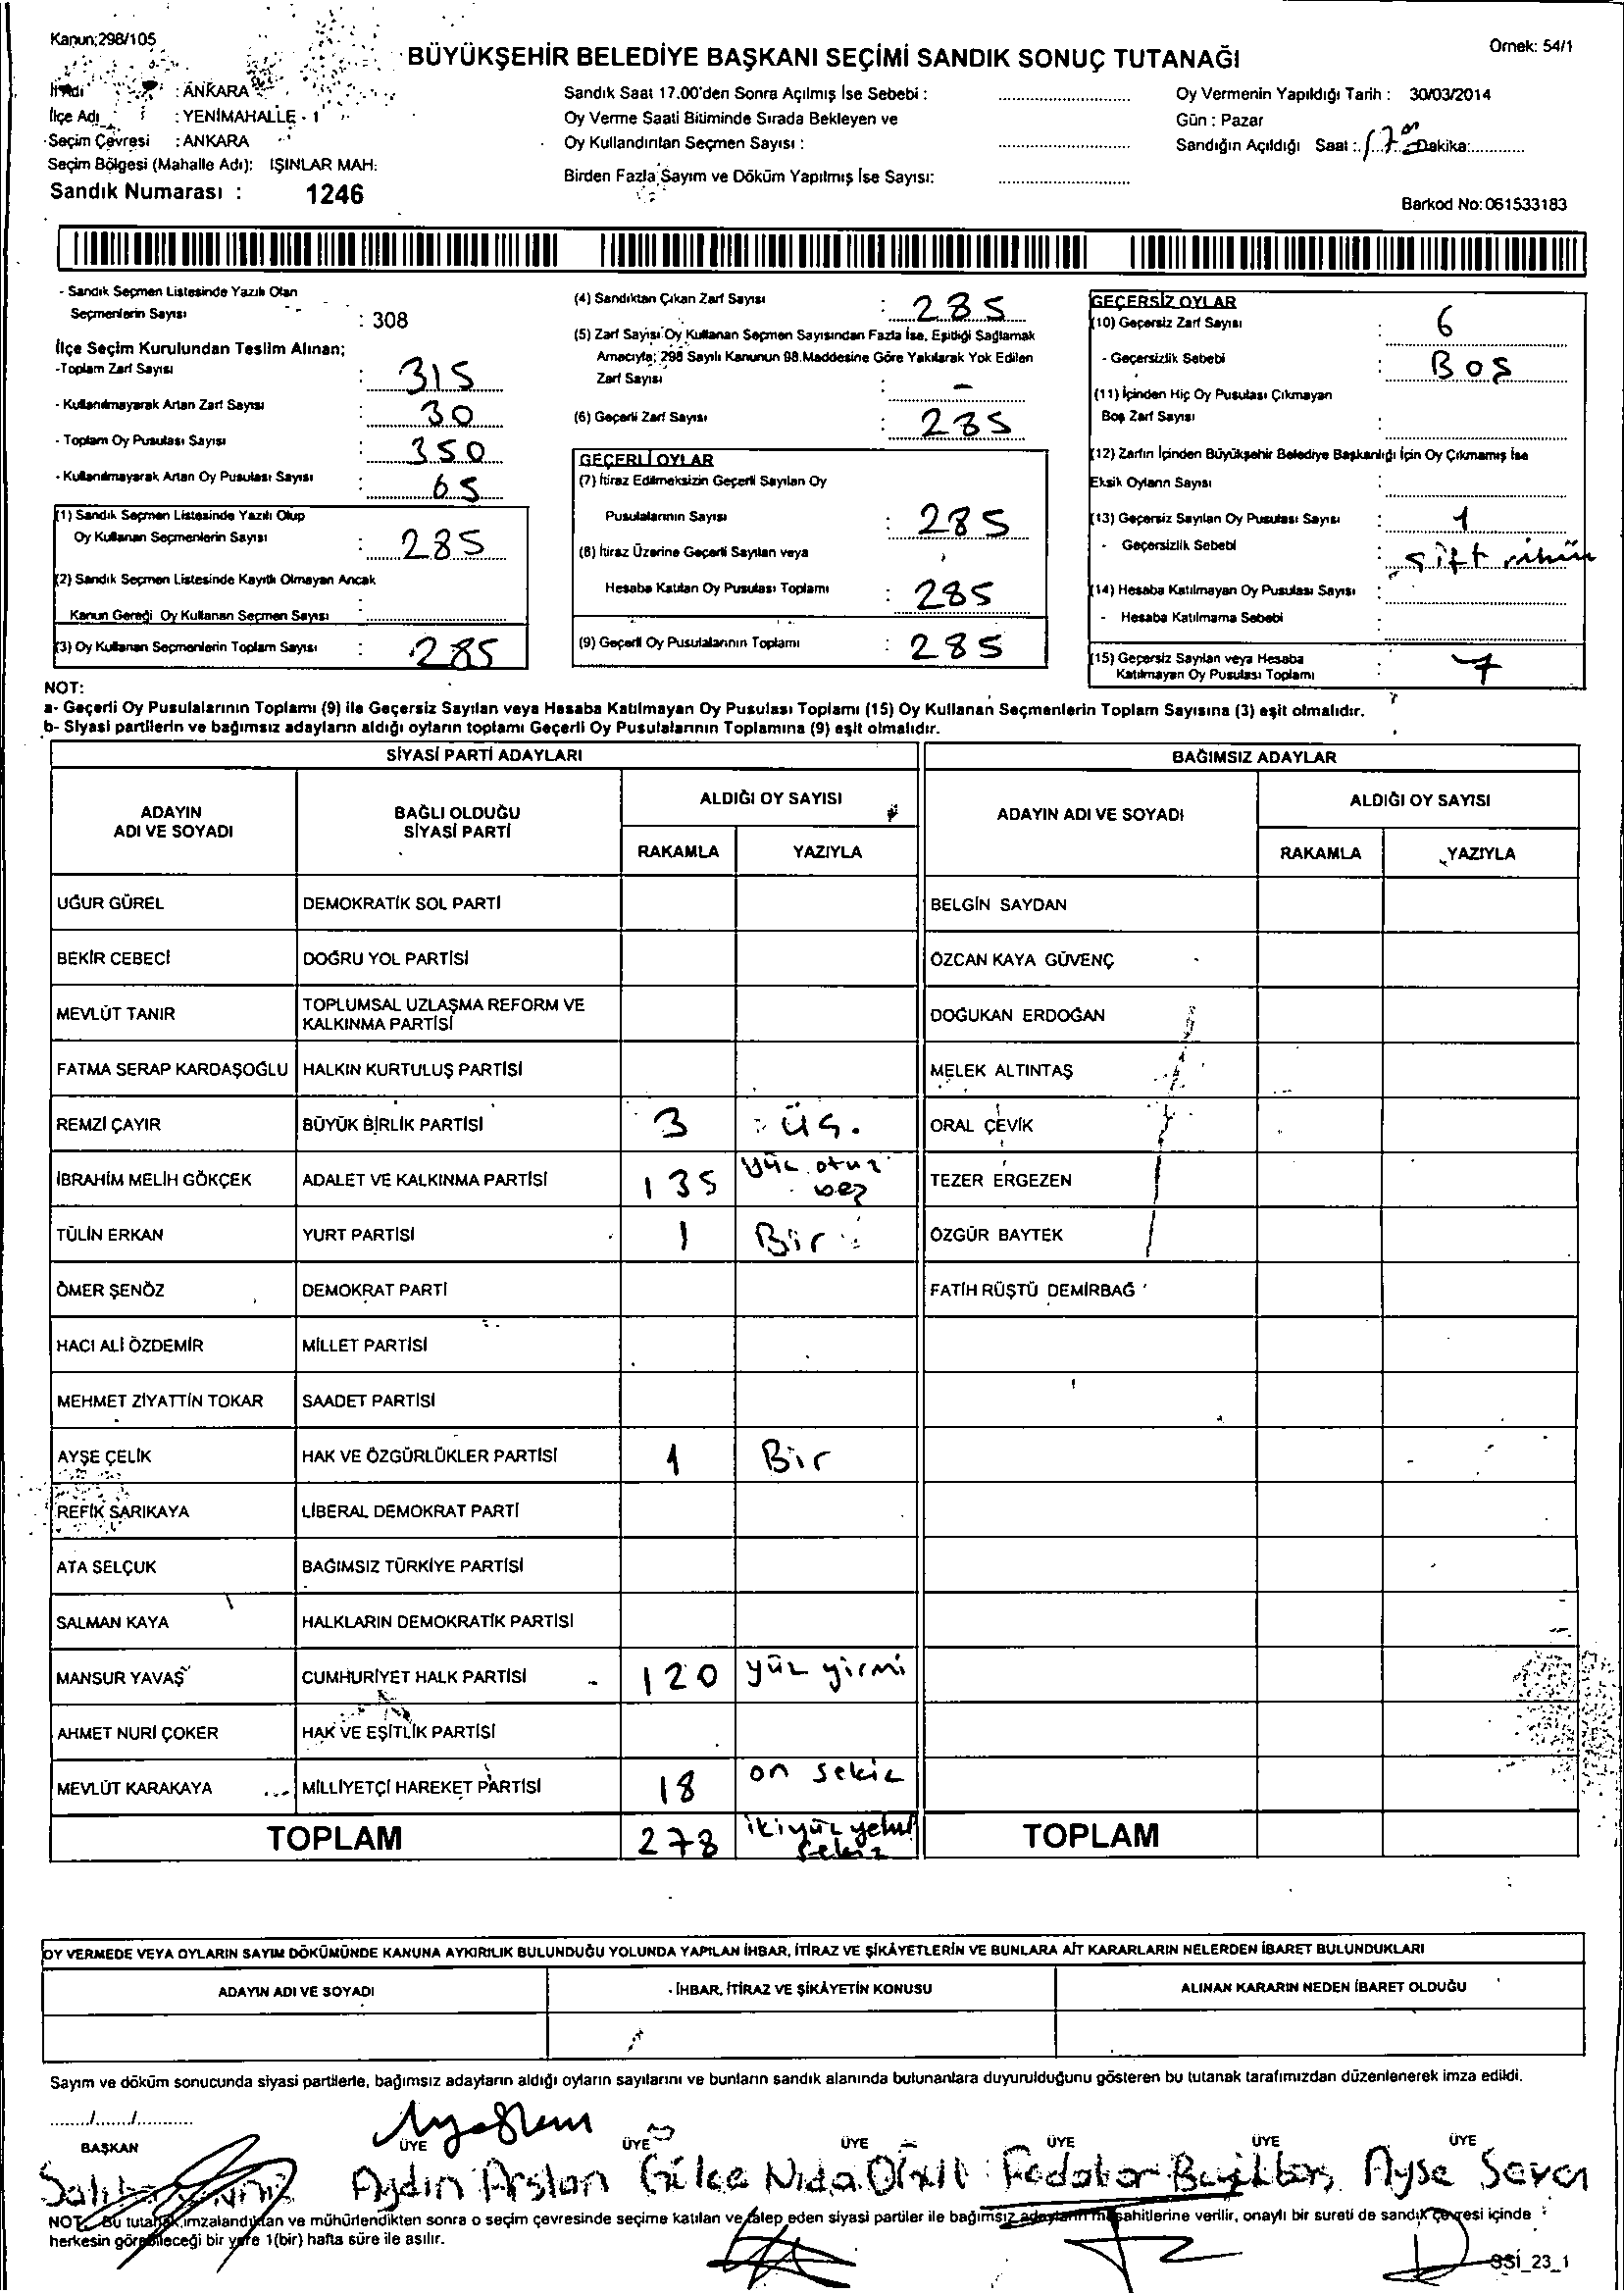 Kanun;298/105
Örnek: 54/1
BÜYÜKŞEHİR BELEDİYE BAŞKANI SEÇİMİ SANDIK SONUÇ TUTANAĞI
İl Adı : ANKARA
İlçe Adı : YENİMAHALLE - 1
Seçim Çevresi : ANKARA
Seçim Bölgesi (Mahalle Adı): IŞINLAR MAH.
Sandık Numarası : 1246
Sandık Saat 17.00'den Sonra Açılmış İse Sebebi :
Oy Verme Saati Bitiminde Sırada Bekleyen ve
Oy Kullandırılan Seçmen Sayısı :
Birden Fazla Sayım ve Döküm Yapılmış İse Sayısı:
Oy Vermenin Yapıldığı Tarih : 30/03/2014
Gün : Pazar
Sandığın Açıldığı Saat : 17 00 Dakika:
Barkod No: 061533183
- Sandık Seçmen Listesinde Yazılı Olan
Seçmenlerin Sayısı : 308
İlçe Seçim Kurulundan Teslim Alınan;
-Toplam Zarf Sayısı : 315
- Kullanılmayarak Artan Zarf Sayısı : 30
- Toplam Oy Pusulası Sayısı : 350
- Kullanılmayarak Artan Oy Pusulası Sayısı : 65
(1) Sandık Seçmen Listesinde Yazılı Olup
Oy Kullanan Seçmenlerin Sayısı : 285
(2) Sandık Seçmen Listesinde Kayıtlı Olmayan Ancak
Kanun Gereği Oy Kullanan Seçmen Sayısı :
(3) Oy Kullanan Seçmenlerin Toplam Sayısı : 285
(4) Sandıktan Çıkan Zarf Sayısı : 285
(5) Zarf Sayısı Oy Kullanan Seçmen Sayısından Fazla İse, Eşitliği Sağlamak
Amacıyla; 298 Sayılı Kanunun 98.Maddesine Göre Yakılarak Yok Edilen
Zarf Sayısı : -
(6) Geçerli Zarf Sayısı : 285
GEÇERLİ OYLAR
(7) İtiraz Edilmeksizin Geçerli Sayılan Oy
Pusulalarının Sayısı : 285
(8) İtiraz Üzerine Geçerli Sayılan veya
Hesaba Katılan Oy Pusulası Toplamı : 285
(9) Geçerli Oy Pusulalarının Toplamı : 285
GEÇERSİZ OYLAR
(10) Geçersiz Zarf Sayısı : 6
- Geçersizlik Sebebi : BOŞ
(11) İçinden Hiç Oy Pusulası Çıkmayan
Boş Zarf Sayısı :
(12) Zarfın İçinden Büyükşehir Belediye Başkanlığı İçin Oy Çıkmamış İse
Eksik Oyların Sayısı :
(13) Geçersiz Sayılan Oy Pusulası Sayısı : 1
- Geçersizlik Sebebi : çift
(14) Hesaba Katılmayan Oy Pusulası Sayısı :
- Hesaba Katılmama Sebebi :
(15) Geçersiz Sayılan veya Hesaba
Katılmayan Oy Pusulası Toplamı : 7
NOT:
a- Geçerli Oy Pusulalarının Toplamı (9) ile Geçersiz Sayılan veya Hesaba Katılmayan Oy Pusulası Toplamı (15) Oy Kullanan Seçmenlerin Toplam Sayısına (3) eşit olmalıdır.
b- Siyasi partilerin ve bağımsız adayların aldığı oyların toplamı Geçerli Oy Pusulalarının Toplamına (9) eşit olmalıdır.
SİYASİ PARTİ ADAYLARI
BAĞIMSIZ ADAYLAR
ADAYIN ADI VE SOYADI
BAĞLI OLDUĞU SİYASİ PARTİ
ALDIĞI OY SAYISI
RAKAMLA YAZIYLA
ADAYIN ADI VE SOYADI
ALDIĞI OY SAYISI
RAKAMLA YAZIYLA
UĞUR GÜREL DEMOKRATİK SOL PARTİ BELGİN SAYDAN
BEKİR CEBECİ DOĞRU YOL PARTİSİ ÖZCAN KAYA GÜVENÇ
MEVLÜT TANIR TOPLUMSAL UZLAŞMA REFORM VE KALKINMA PARTİSİ DOĞUKAN ERDOĞAN
FATMA SERAP KARDAŞOĞLU HALKIN KURTULUŞ PARTİSİ MELEK ALTINTAŞ
REMZİ ÇAYIR BÜYÜK BİRLİK PARTİSİ 3 üç. ORAL ÇEVİK
İBRAHİM MELİH GÖKÇEK ADALET VE KALKINMA PARTİSİ 135 yüz otuz beş TEZER ERGEZEN
TÜLİN ERKAN YURT PARTİSİ 1 Bir ÖZGÜR BAYTEK
ÖMER ŞENÖZ DEMOKRAT PARTİ FATİH RÜŞTÜ DEMİRBAĞ
HACI ALİ ÖZDEMİR MİLLET PARTİSİ
MEHMET ZİYATTİN TOKAR SAADET PARTİSİ
AYŞE ÇELİK HAK VE ÖZGÜRLÜKLER PARTİSİ 1 Bir
REFİK SARIKAYA LİBERAL DEMOKRAT PARTİ
ATA SELÇUK BAĞIMSIZ TÜRKİYE PARTİSİ
SALMAN KAYA HALKLARIN DEMOKRATİK PARTİSİ
MANSUR YAVAŞ CUMHURİYET HALK PARTİSİ 120 yüz yirmi
AHMET NURİ ÇOKER HAK VE EŞİTLİK PARTİSİ
MEVLÜT KARAKAYA MİLLİYETÇİ HAREKET PARTİSİ 18 on sekiz
TOPLAM 278 ikiyüz yetmiş sekiz TOPLAM
OY VERMEDE VEYA OYLARIN SAYIM DÖKÜMÜNDE KANUNA AYKIRILIK BULUNDUĞU YOLUNDA YAPILAN İHBAR, İTİRAZ VE ŞİKÂYETLERİN VE BUNLARA AİT KARARLARIN NELERDEN İBARET BULUNDUKLARI
ADAYIN ADI VE SOYADI İHBAR, İTİRAZ VE ŞİKÂYETİN KONUSU ALINAN KARARIN NEDEN İBARET OLDUĞU
Sayım ve döküm sonucunda siyasi partilerle, bağımsız adayların aldığı oyların sayılarını ve bunların sandık alanında bulunanlara duyurulduğunu gösteren bu tutanak tarafımızdan düzenlenerek imza edildi.
......./......./...........
BAŞKAN ÜYE ÜYE ÜYE ÜYE ÜYE ÜYE
Aydın Arslan Nida Ayşe
NOT: Bu tutanak imzalandıktan ve mühürlendikten sonra o seçim çevresinde seçime katılan ve talep eden siyasi partiler ile bağımsız adayların müşahitlerine verilir, onaylı bir sureti de sandık çevresi içinde
herkesin görebileceği bir yere 1(bir) hafta süre ile asılır.
SSİ_23_1